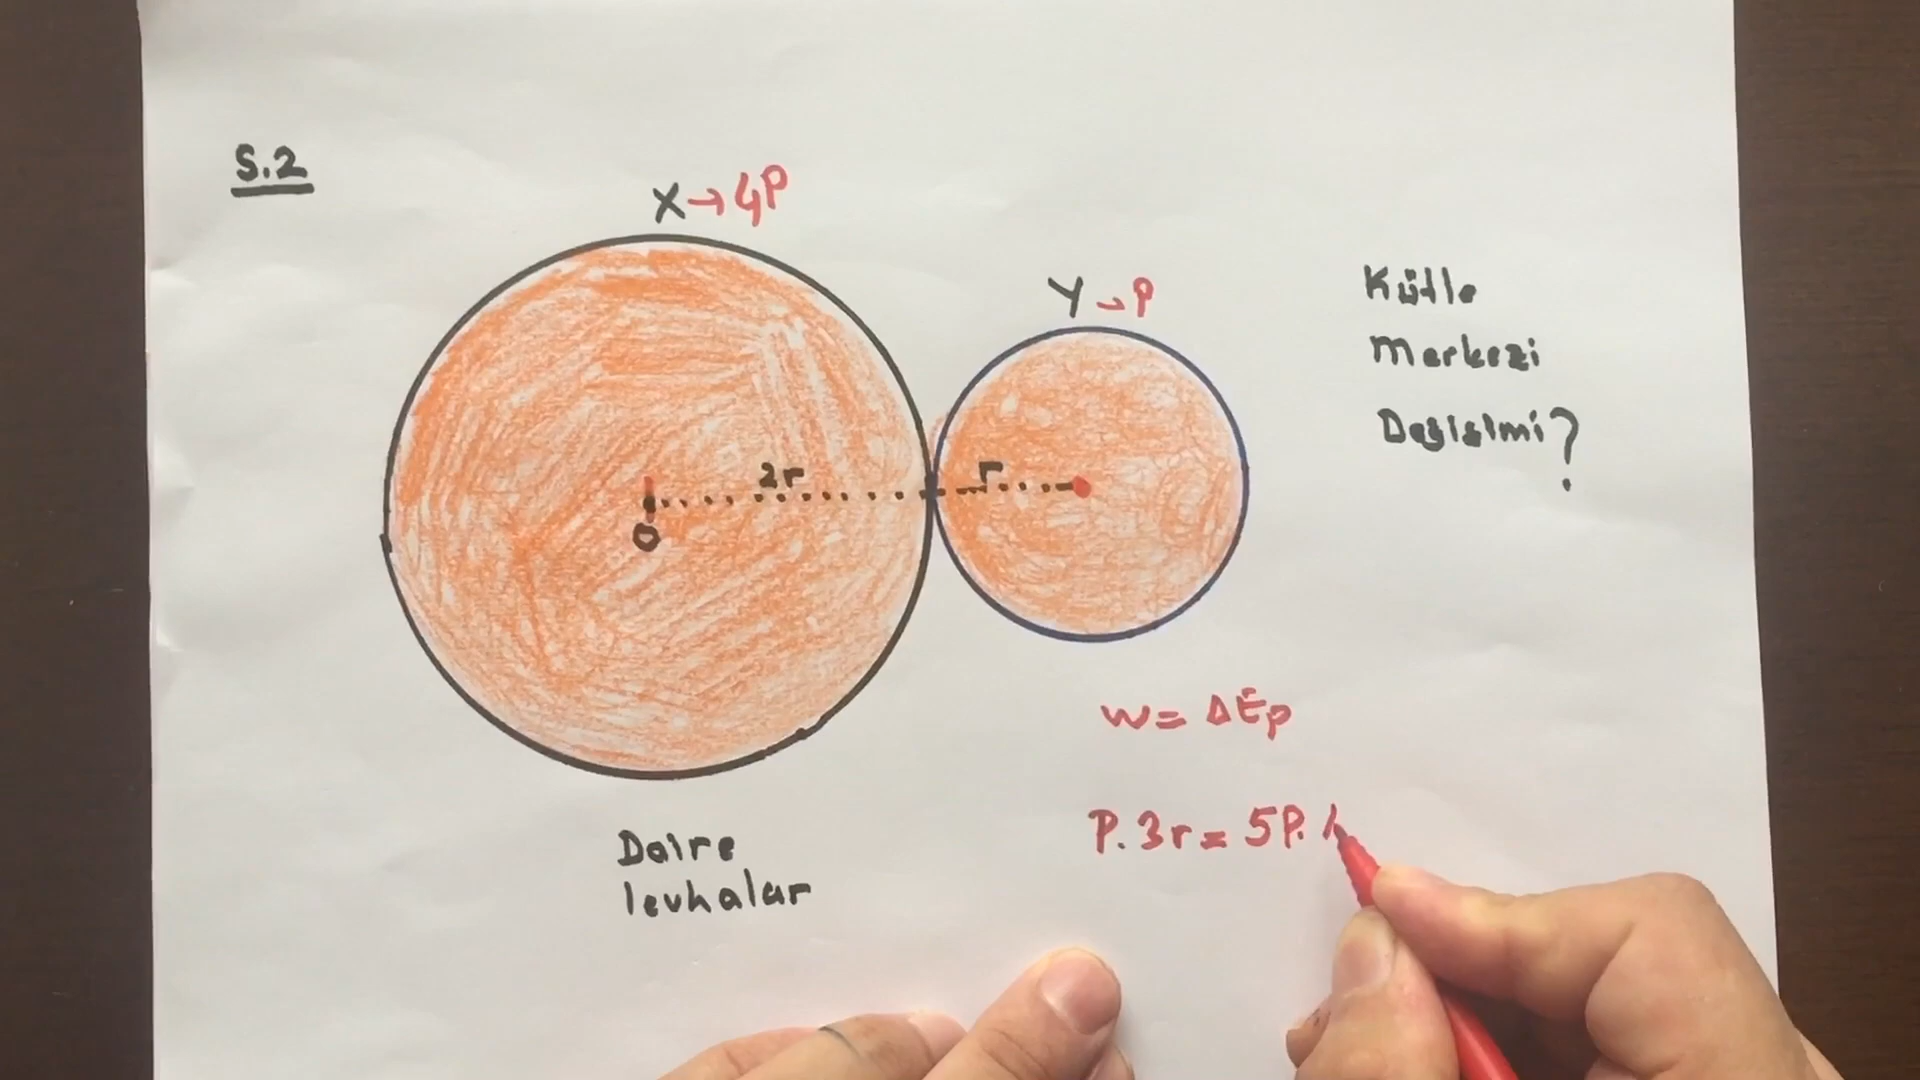 S.2
X → 4P
Y → P
Kütle
Merkezi
Değişimi?
2r
r
O
W = ΔEp
P. 3r = 5P.
Daire
levhalar